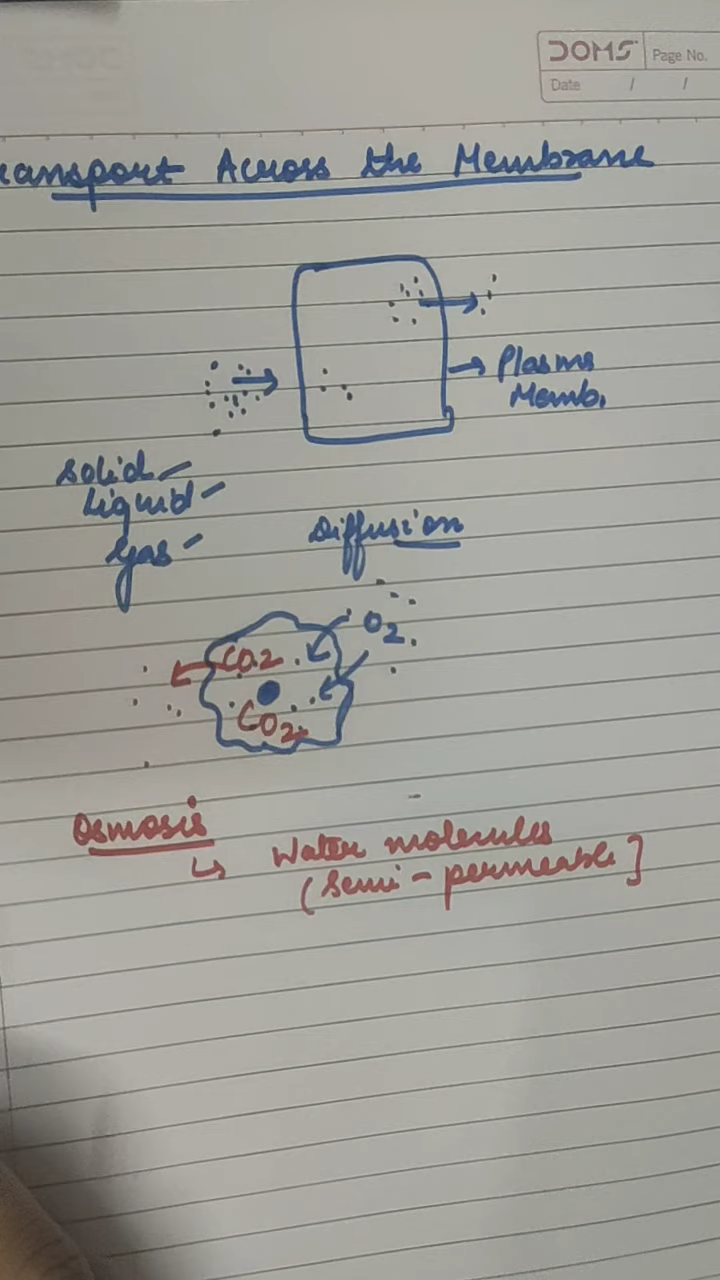 DOMS Page No.
Date / /
ransport Across the Membrane
Plasma
Memb.
Solid
Liquid
Gas
Diffusion
O2
CO2
CO2
Osmosis
Water molecules
(semi-permeable]